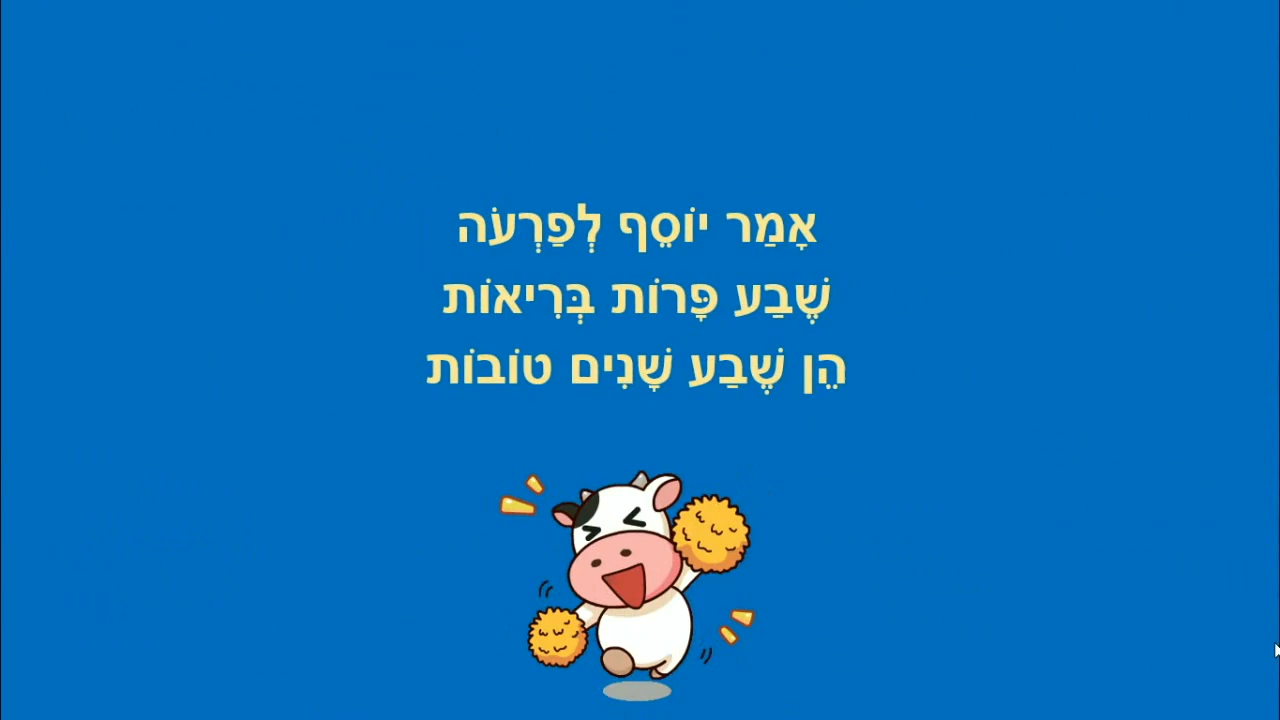 אָמַר יוֹסֵף לְפַרְעֹה
שֶׁבַע פָּרוֹת בְּרִיאוֹת
הֵן שֶׁבַע שָׁנִים טוֹבוֹת